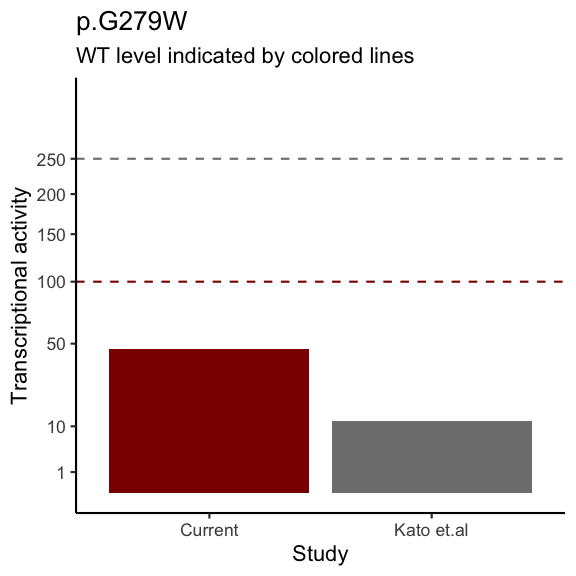 p.G279W
WT level indicated by colored lines
Transcriptional activity
250
200
150
100
50
10
1
Current
Kato et.al
Study